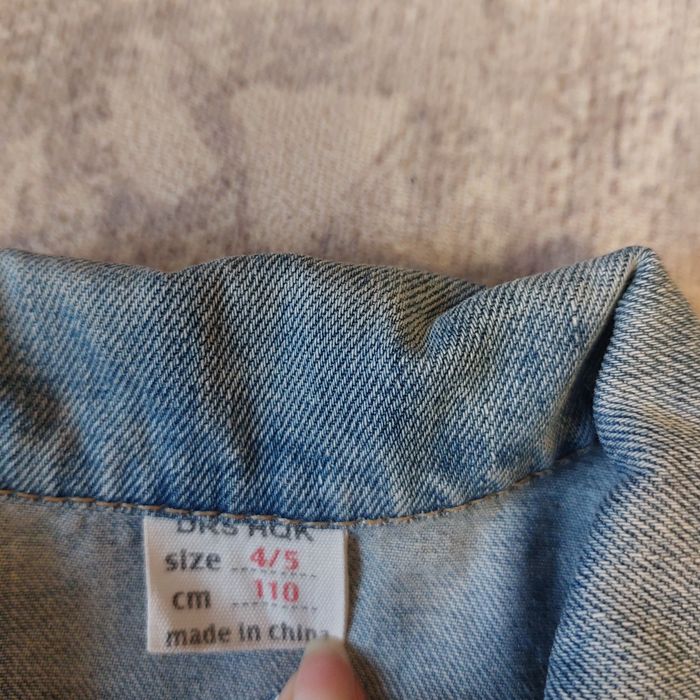 size 4/5
cm 110
made in china